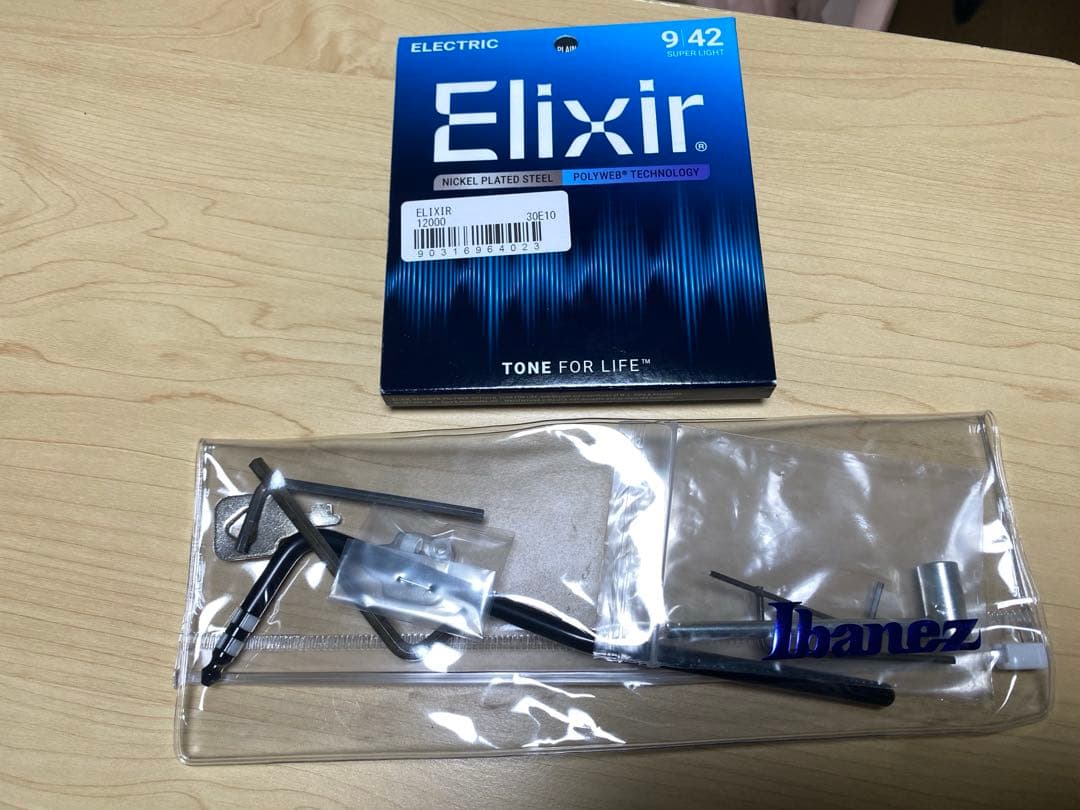 ELECTRIC
PLAIN
9|42
SUPER LIGHT
Elixir®
NICKEL PLATED STEEL POLYWEB® TECHNOLOGY
ELIXIR
12000 30E10
90316964023
TONE FOR LIFE™
Ibanez